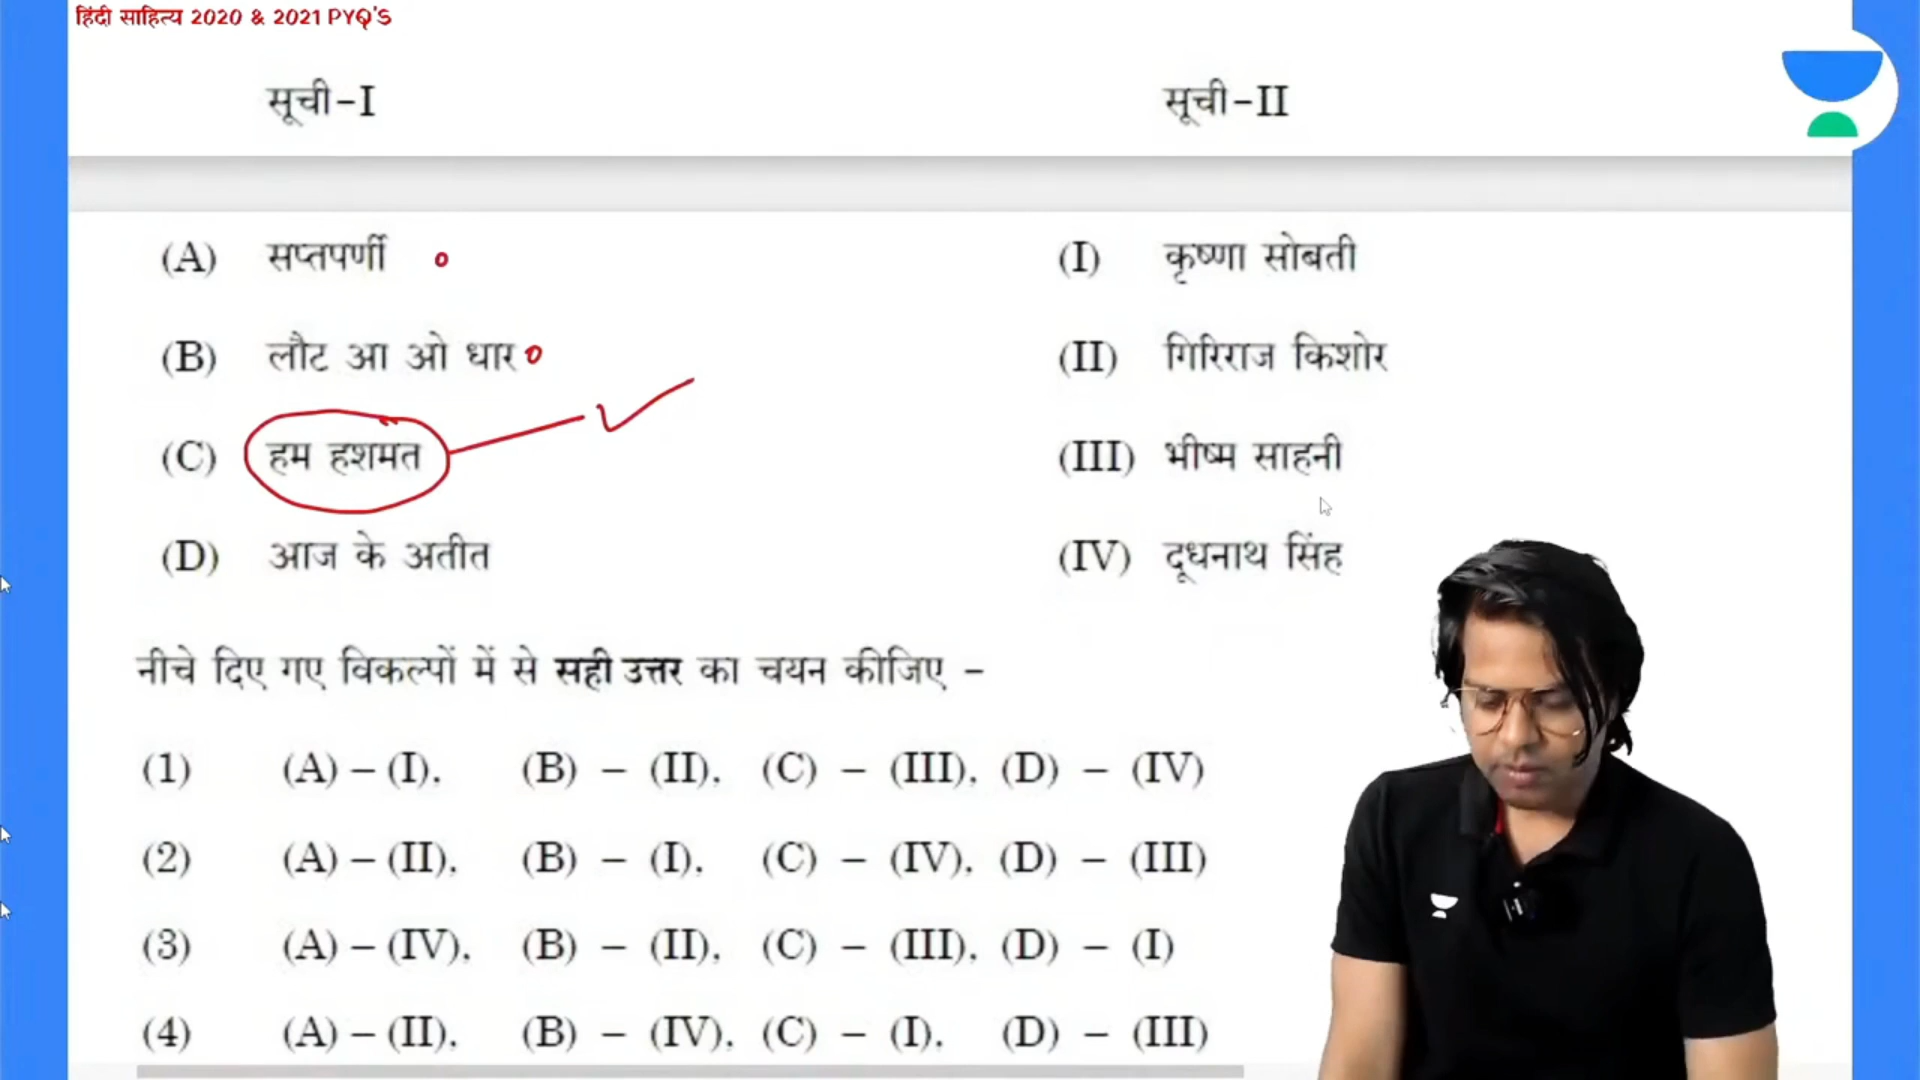 हिंदी साहित्य 2020 & 2021 PYQ'S
सूची-I सूची-II
(A) सप्तपर्णी (I) कृष्णा सोबती
(B) लौट आ ओ धार (II) गिरिराज किशोर
(C) हम हशमत (III) भीष्म साहनी
(D) आज के अतीत (IV) दूधनाथ सिंह
नीचे दिए गए विकल्पों में से सही उत्तर का चयन कीजिए –
(1) (A) – (I), (B) – (II), (C) – (III), (D) – (IV)
(2) (A) – (II), (B) – (I), (C) – (IV), (D) – (III)
(3) (A) – (IV), (B) – (II), (C) – (III), (D) – (I)
(4) (A) – (II), (B) – (IV), (C) – (I), (D) – (III)